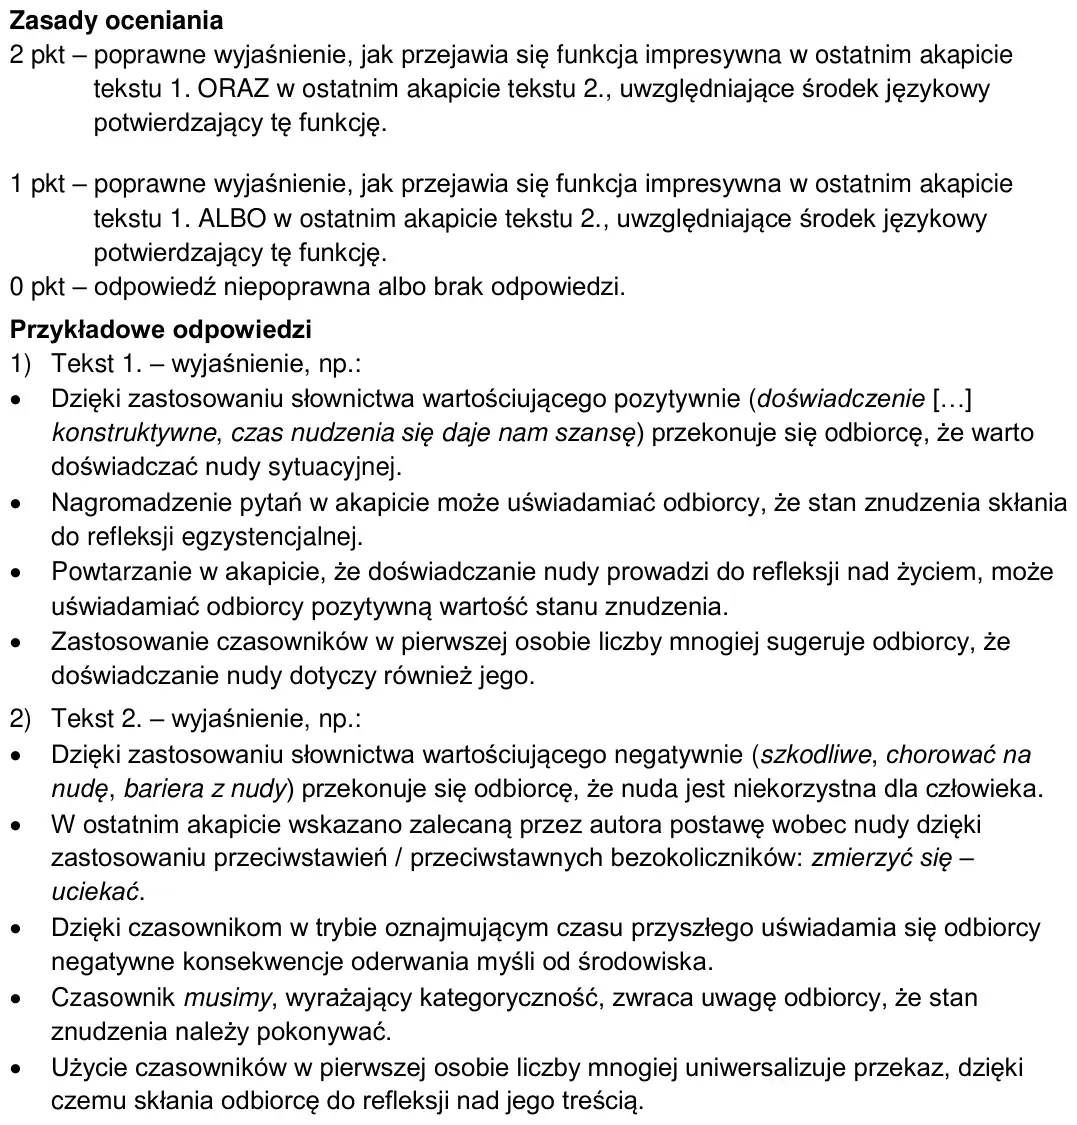 Zasady oceniania
2 pkt – poprawne wyjaśnienie, jak przejawia się funkcja impresywna w ostatnim akapicie
tekstu 1. ORAZ w ostatnim akapicie tekstu 2., uwzględniające środek językowy
potwierdzający tę funkcję.
1 pkt – poprawne wyjaśnienie, jak przejawia się funkcja impresywna w ostatnim akapicie
tekstu 1. ALBO w ostatnim akapicie tekstu 2., uwzględniające środek językowy
potwierdzający tę funkcję.
0 pkt – odpowiedź niepoprawna albo brak odpowiedzi.
Przykładowe odpowiedzi
1) Tekst 1. – wyjaśnienie, np.:
• Dzięki zastosowaniu słownictwa wartościującego pozytywnie (doświadczenie […]
konstruktywne, czas nudzenia się daje nam szansę) przekonuje się odbiorcę, że warto
doświadczać nudy sytuacyjnej.
• Nagromadzenie pytań w akapicie może uświadamiać odbiorcy, że stan znudzenia skłania
do refleksji egzystencjalnej.
• Powtarzanie w akapicie, że doświadczanie nudy prowadzi do refleksji nad życiem, może
uświadamiać odbiorcy pozytywną wartość stanu znudzenia.
• Zastosowanie czasowników w pierwszej osobie liczby mnogiej sugeruje odbiorcy, że
doświadczanie nudy dotyczy również jego.
2) Tekst 2. – wyjaśnienie, np.:
• Dzięki zastosowaniu słownictwa wartościującego negatywnie (szkodliwe, chorować na
nudę, bariera z nudy) przekonuje się odbiorcę, że nuda jest niekorzystna dla człowieka.
• W ostatnim akapicie wskazano zalecaną przez autora postawę wobec nudy dzięki
zastosowaniu przeciwstawień / przeciwstawnych bezokoliczników: zmierzyć się –
uciekać.
• Dzięki czasownikom w trybie oznajmującym czasu przyszłego uświadamia się odbiorcy
negatywne konsekwencje oderwania myśli od środowiska.
• Czasownik musimy, wyrażający kategoryczność, zwraca uwagę odbiorcy, że stan
znudzenia należy pokonywać.
• Użycie czasowników w pierwszej osobie liczby mnogiej uniwersalizuje przekaz, dzięki
czemu skłania odbiorcę do refleksji nad jego treścią.